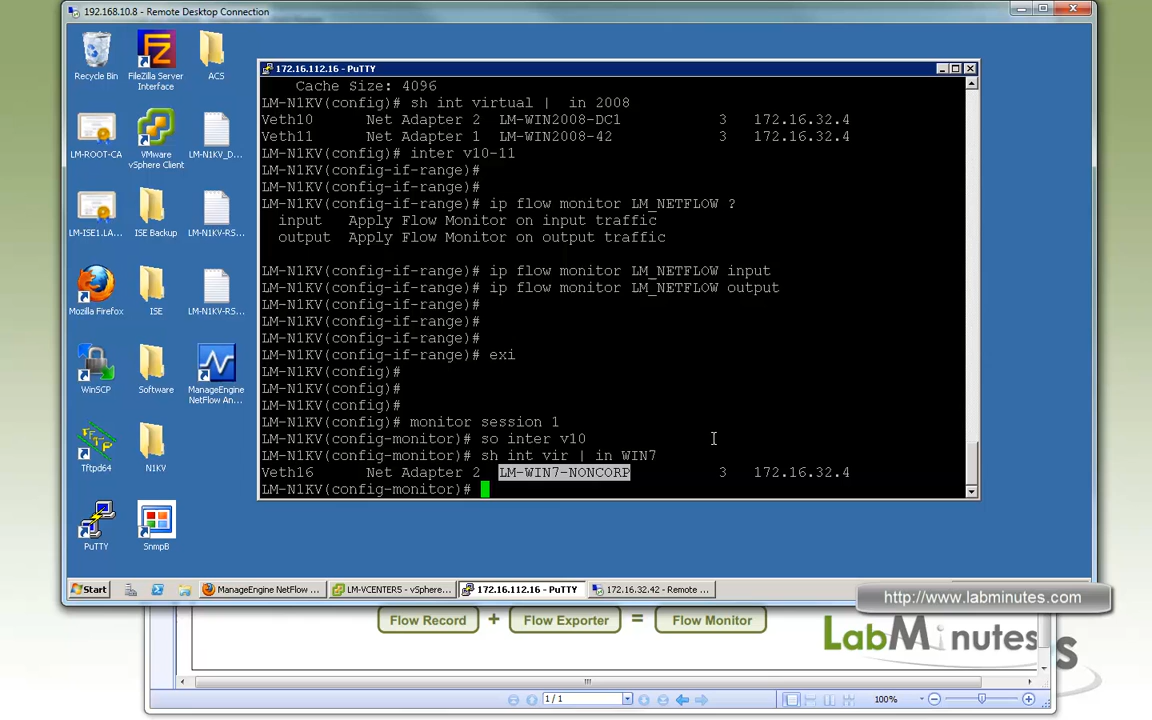 192.168.10.8 - Remote Desktop Connection
Recycle Bin
FileZilla Server
Interface
ACS
LM-ROOT-CA
VMware
vSphere Client
LM-N1KV_D...
LM-ISE1.LA...
ISE Backup
LM-N1KV-RS...
Mozilla Firefox
ISE
LM-N1KV-RS...
WinSCP
Software
ManageEngine
NetFlow An...
Tftpd64
N1KV
PuTTY
SnmpB
172.16.112.16 - PuTTY
Cache Size: 4096
LM-N1KV(config)# sh int virtual | in 2008
Veth10 Net Adapter 2 LM-WIN2008-DC1 3 172.16.32.4
Veth11 Net Adapter 1 LM-WIN2008-42 3 172.16.32.4
LM-N1KV(config)# inter v10-11
LM-N1KV(config-if-range)#
LM-N1KV(config-if-range)#
LM-N1KV(config-if-range)# ip flow monitor LM_NETFLOW ?
input Apply Flow Monitor on input traffic
output Apply Flow Monitor on output traffic
LM-N1KV(config-if-range)# ip flow monitor LM_NETFLOW input
LM-N1KV(config-if-range)# ip flow monitor LM_NETFLOW output
LM-N1KV(config-if-range)#
LM-N1KV(config-if-range)#
LM-N1KV(config-if-range)#
LM-N1KV(config-if-range)# exi
LM-N1KV(config)#
LM-N1KV(config)#
LM-N1KV(config)#
LM-N1KV(config)# monitor session 1
LM-N1KV(config-monitor)# so inter v10
LM-N1KV(config-monitor)# sh int vir | in WIN7
Veth16 Net Adapter 2 LM-WIN7-NONCORP 3 172.16.32.4
LM-N1KV(config-monitor)#
Start
ManageEngine NetFlow ...
LM-VCENTER5 - vSphere...
172.16.112.16 - PuTTY
172.16.32.42 - Remote ...
http://www.labminutes.com
Flow Record + Flow Exporter = Flow Monitor
LabMinutes
s
1 / 1
100%